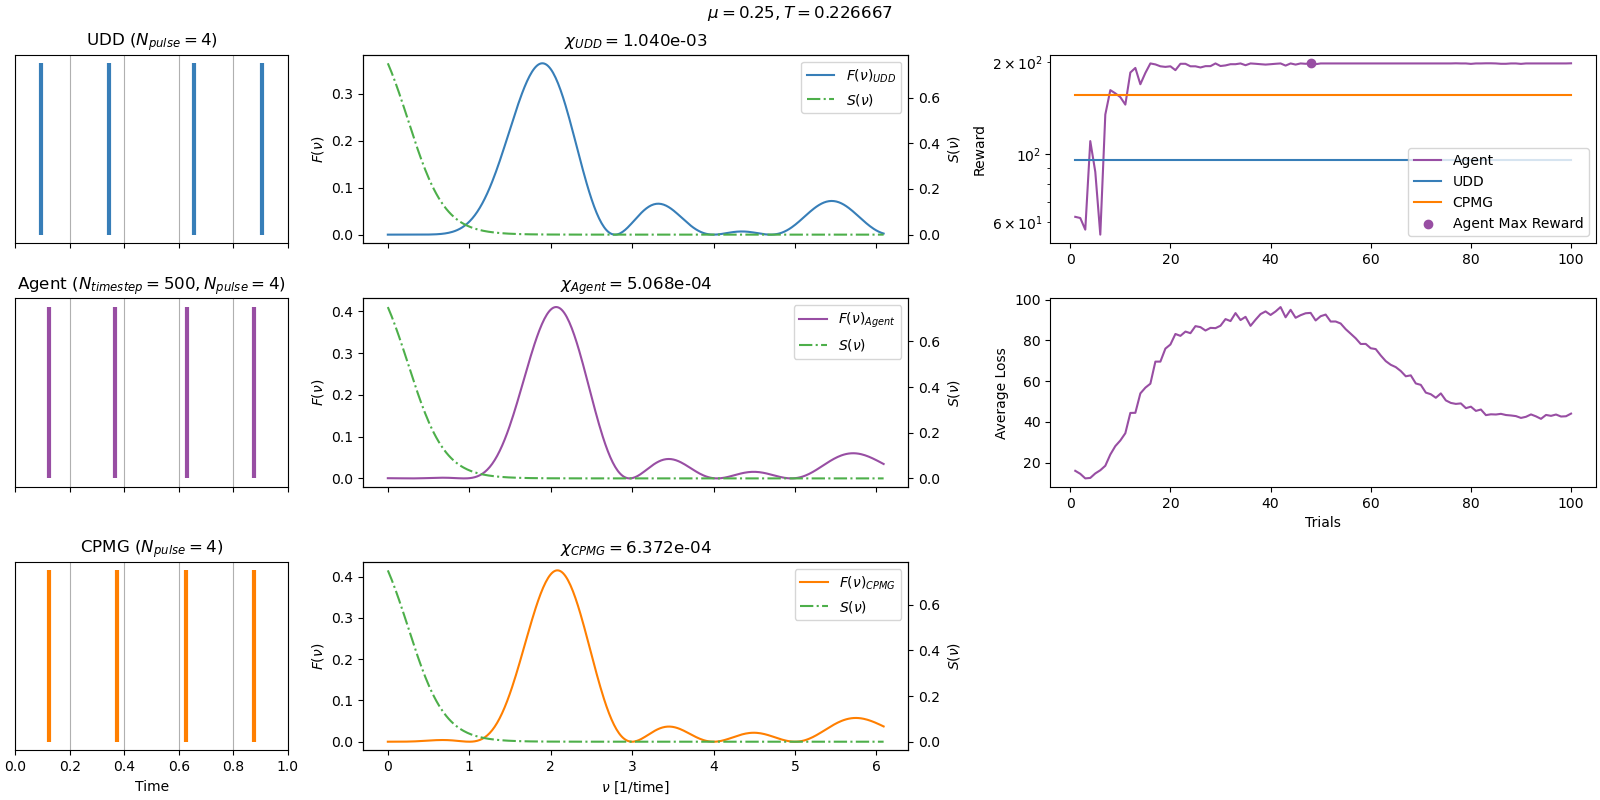 μ = 0.25, T = 0.226667
UDD (N_pulse = 4)
χ_UDD = 1.040e-03
F(ν)
0.3
0.2
0.1
0.0
F(ν)_UDD
S(ν)
0.6
0.4
0.2
0.0
S(ν)
Reward
2 × 10²
10²
6 × 10¹
Agent
UDD
CPMG
Agent Max Reward
0 20 40 60 80 100
Agent (N_timestep = 500, N_pulse = 4)
χ_Agent = 5.068e-04
F(ν)
0.4
0.3
0.2
0.1
0.0
F(ν)_Agent
S(ν)
0.6
0.4
0.2
0.0
S(ν)
Average Loss
100
80
60
40
20
0 20 40 60 80 100
Trials
CPMG (N_pulse = 4)
0.0 0.2 0.4 0.6 0.8 1.0
Time
χ_CPMG = 6.372e-04
F(ν)
0.4
0.3
0.2
0.1
0.0
F(ν)_CPMG
S(ν)
0.6
0.4
0.2
0.0
S(ν)
0 1 2 3 4 5 6
ν [1/time]